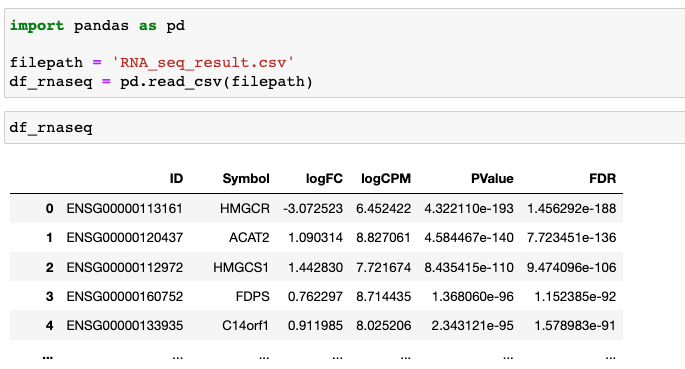 import pandas as pd
filepath = 'RNA_seq_result.csv'
df_rnaseq = pd.read_csv(filepath)
df_rnaseq
ID Symbol logFC logCPM PValue FDR
0 ENSG00000113161 HMGCR -3.072523 6.452422 4.322110e-193 1.456292e-188
1 ENSG00000120437 ACAT2 1.090314 8.827061 4.584467e-140 7.723451e-136
2 ENSG00000112972 HMGCS1 1.442830 7.721674 8.435415e-110 9.474096e-106
3 ENSG00000160752 FDPS 0.762297 8.714435 1.368060e-96 1.152385e-92
4 ENSG00000133935 C14orf1 0.911985 8.025206 2.343121e-95 1.578983e-91
... ... ... ... ... ... ...